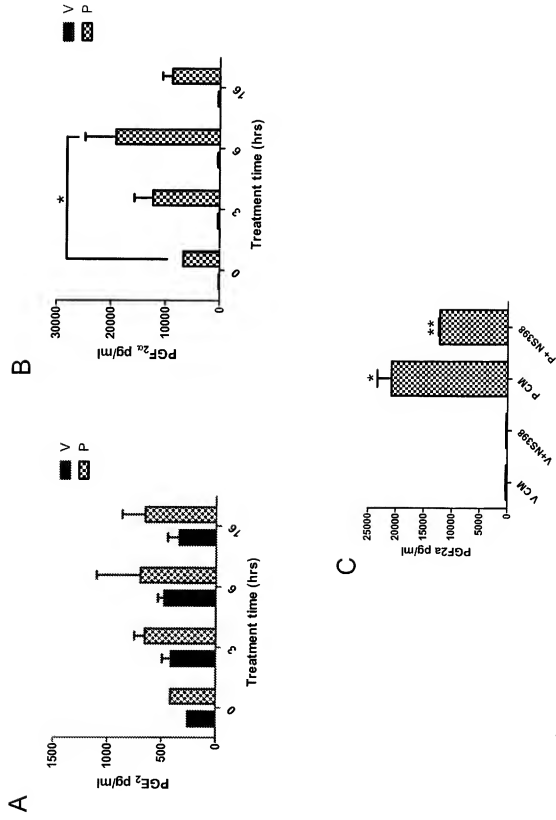 A
PGE2 pg/ml
1500
1000
500
0
0
3
6
16
Treatment time (hrs)
V
P
B
PGF2α, pg/ml
30000
20000
10000
0
*
0
3
6
16
Treatment time (hrs)
V
P
C
PGF2a pg/ml
25000
20000
15000
10000
5000
0
*
**
V CM
V+NS398
P CM
P+ NS398